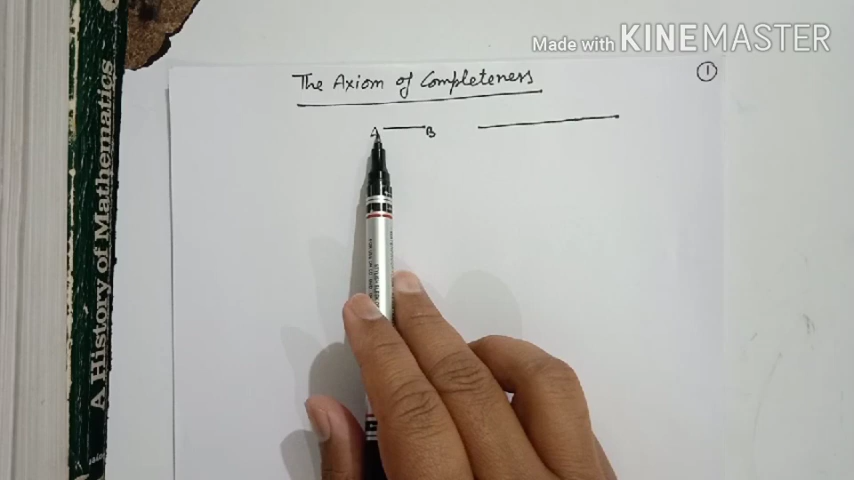 Made with KINEMASTER
The Axiom of Completeness
1
A B
A History of Mathematics